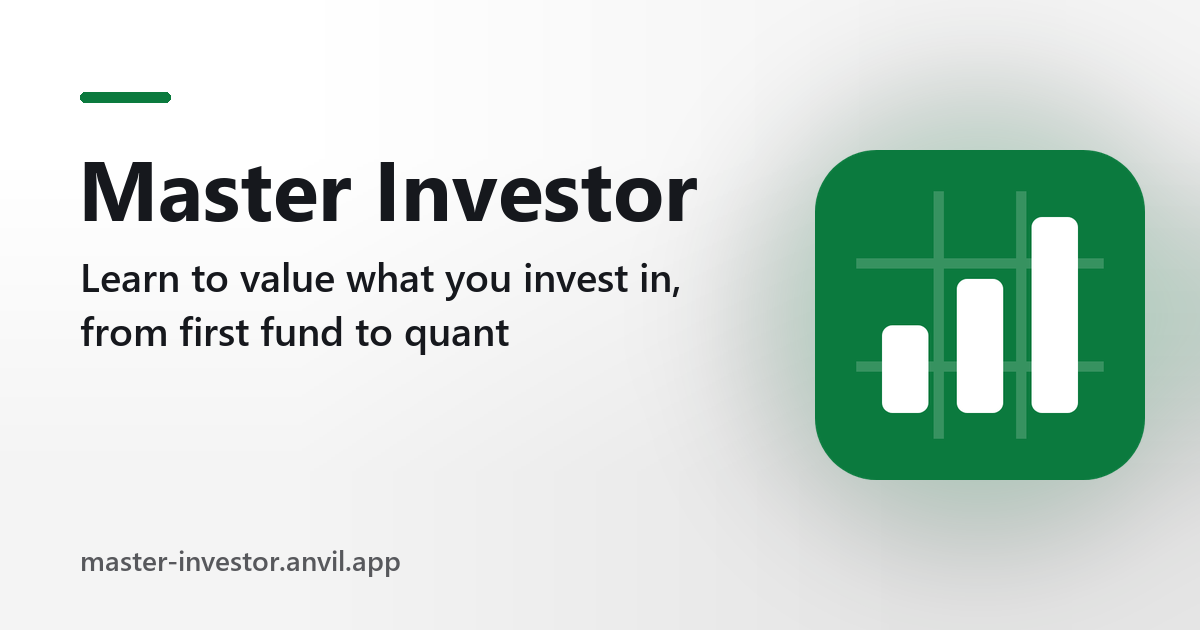 Master Investor
Learn to value what you invest in,
from first fund to quant
master-investor.anvil.app